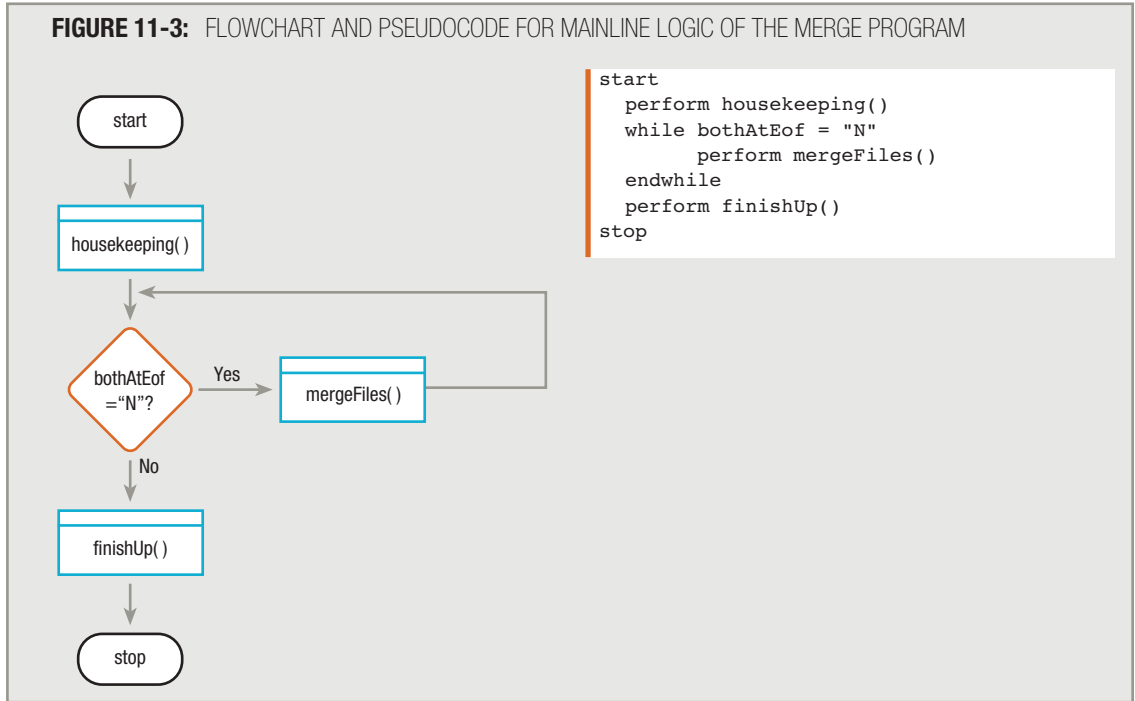 FIGURE 11-3: FLOWCHART AND PSEUDOCODE FOR MAINLINE LOGIC OF THE MERGE PROGRAM
start
housekeeping( )
bothAtEof
="N"?
Yes
mergeFiles( )
No
finishUp( )
stop
start
perform housekeeping()
while bothAtEof = "N"
perform mergeFiles()
endwhile
perform finishUp()
stop